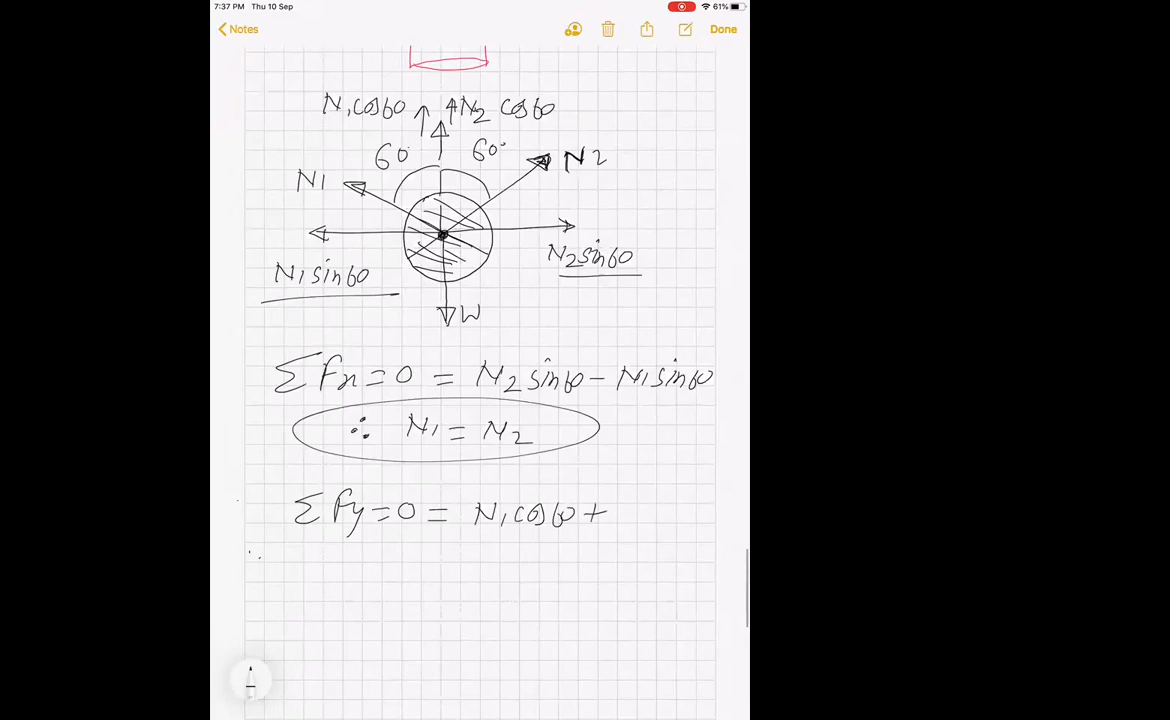 7:37 PM Thu 10 Sep 61%
Notes Done
N1cos60 N2 cos60
60° 60°
N1 N2
N1sin60 N2sin60
W
ΣFx=0 = N2sin60 - N1sin60
∴ N1 = N2
ΣFy=0 = N1cos60+